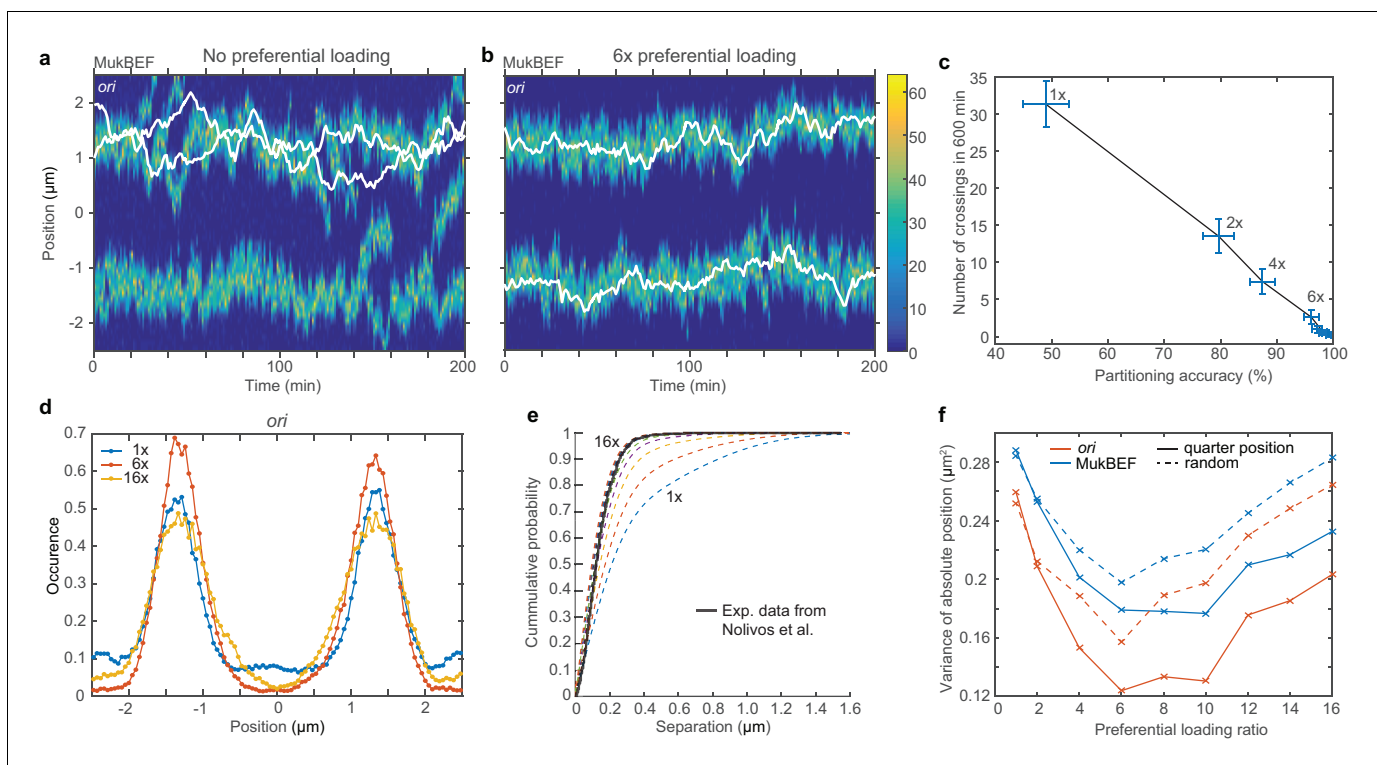 a
MukBEF
No preferential loading
ori
Position (µm)
2
1
0
-1
-2
0
100
200
Time (min)
b
MukBEF
6x preferential loading
ori
0
100
200
Time (min)
60
50
40
30
20
10
0
c
Number of crossings in 600 min
35
30
25
20
15
10
5
0
1x
2x
4x
6x
40 50 60 70 80 90 100
Partitioning accuracy (%)
d
ori
Occurence
0.7
0.6
0.5
0.4
0.3
0.2
0.1
0
1x
6x
16x
-2 -1 0 1 2
Position (µm)
e
Cummulative probability
1
0.9
0.8
0.7
0.6
0.5
0.4
0.3
0.2
0.1
0
16x
1x
Exp. data from
Nolivos et al.
0 0.2 0.4 0.6 0.8 1.0 1.2 1.4 1.6
Separation (µm)
f
Variance of absolute position (µm²)
0.28
0.24
0.2
0.16
0.12
ori
MukBEF
quarter position
random
0 2 4 6 8 10 12 14 16
Preferential loading ratio